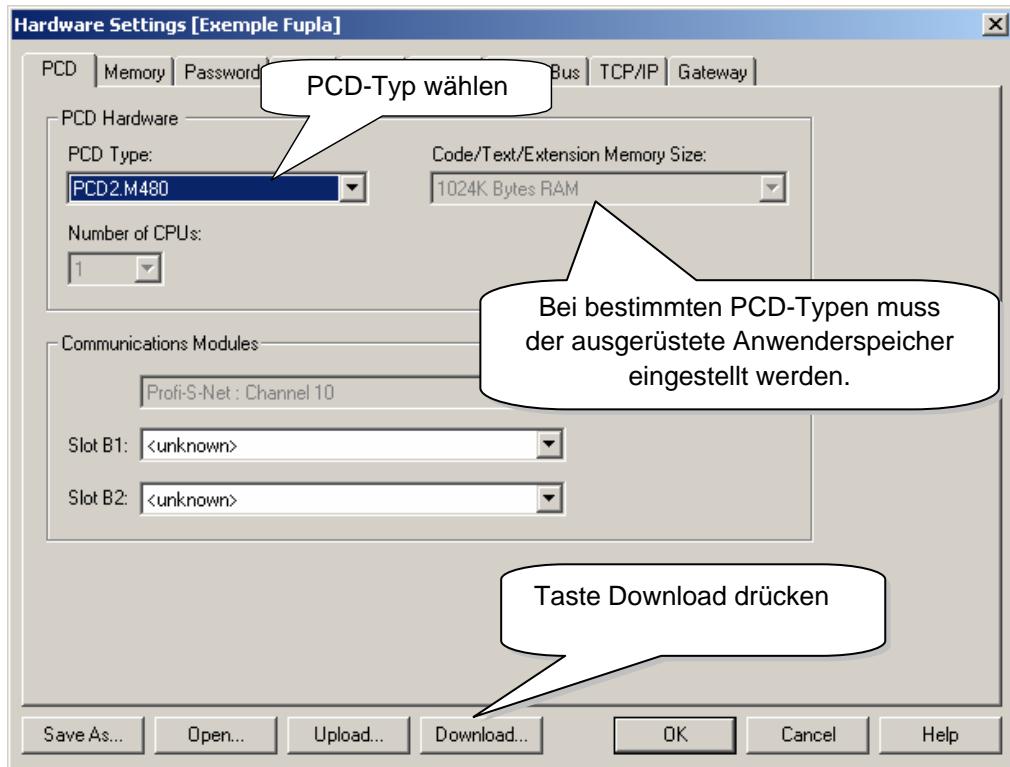 Hardware Settings [Exemple Fupla]
PCD Memory Password Bus TCP/IP Gateway
PCD-Typ wählen
PCD Hardware
PCD Type:
Code/Text/Extension Memory Size:
PCD2.M480
1024K Bytes RAM
Number of CPUs:
1
Bei bestimmten PCD-Typen muss
der ausgerüstete Anwenderspeicher
eingestellt werden.
Communications Modules
Profi-S-Net : Channel 10
Slot B1: <unknown>
Slot B2: <unknown>
Taste Download drücken
Save As... Open... Upload... Download... OK Cancel Help